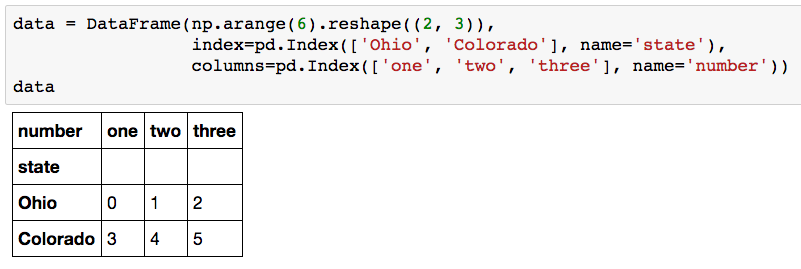 data = DataFrame(np.arange(6).reshape((2, 3)),
                 index=pd.Index(['Ohio', 'Colorado'], name='state'),
                 columns=pd.Index(['one', 'two', 'three'], name='number'))
data
number one two three
state
Ohio 0 1 2
Colorado 3 4 5